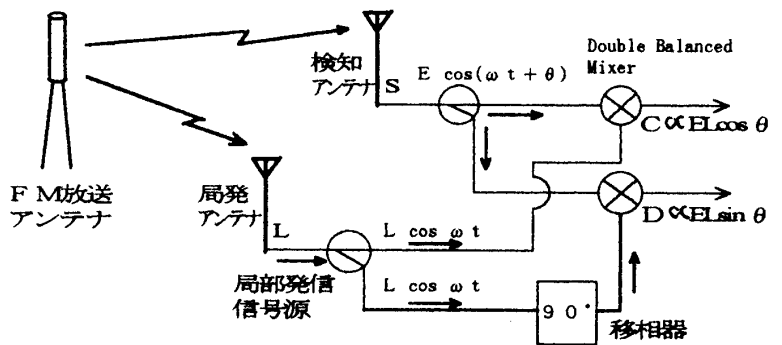 Double Balanced
Mixer
検知
アンテナ
S
E cos(ω t + θ)
C ∝ ELcos θ
FM放送
アンテナ
局発
アンテナ
L
L cos ω t
D ∝ ELsin θ
局部発信
信号源
L cos ω t
90°
移相器